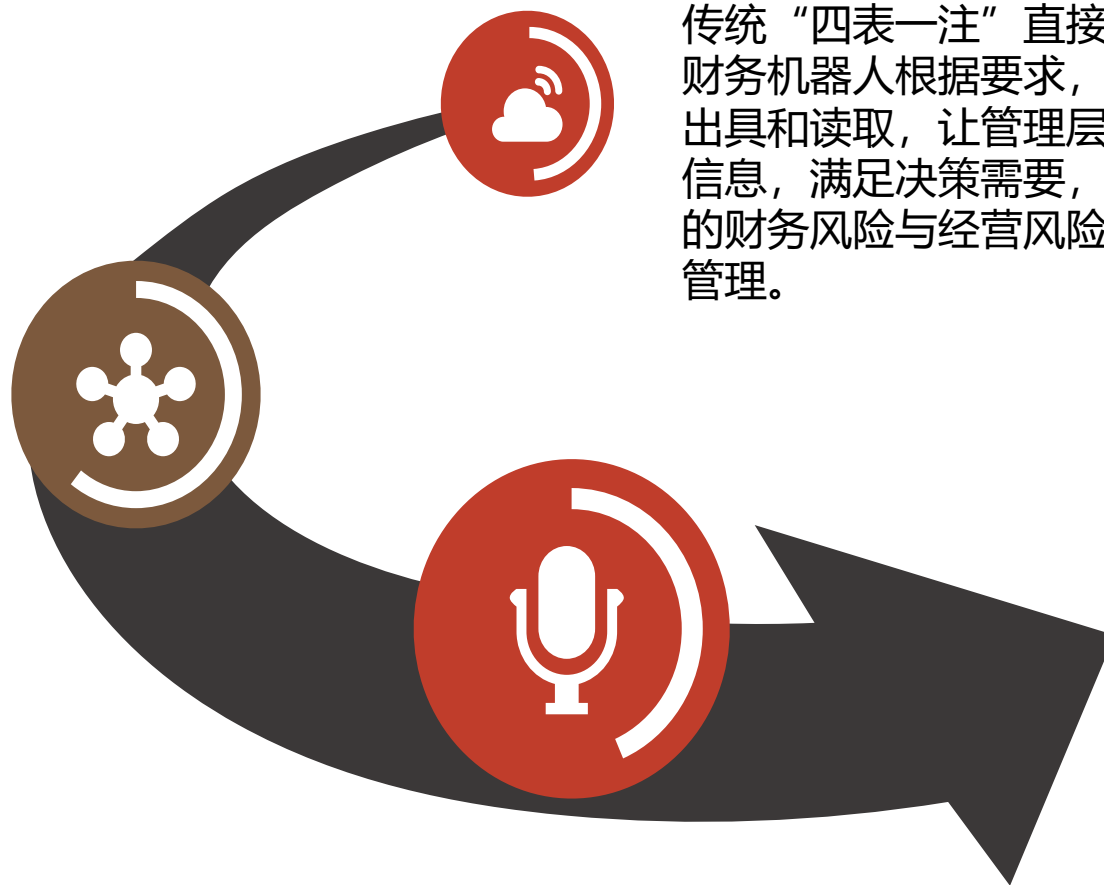 传统“四表一注”直接
财务机器人根据要求，
出具和读取，让管理层
信息，满足决策需要，
的财务风险与经营风险
管理。